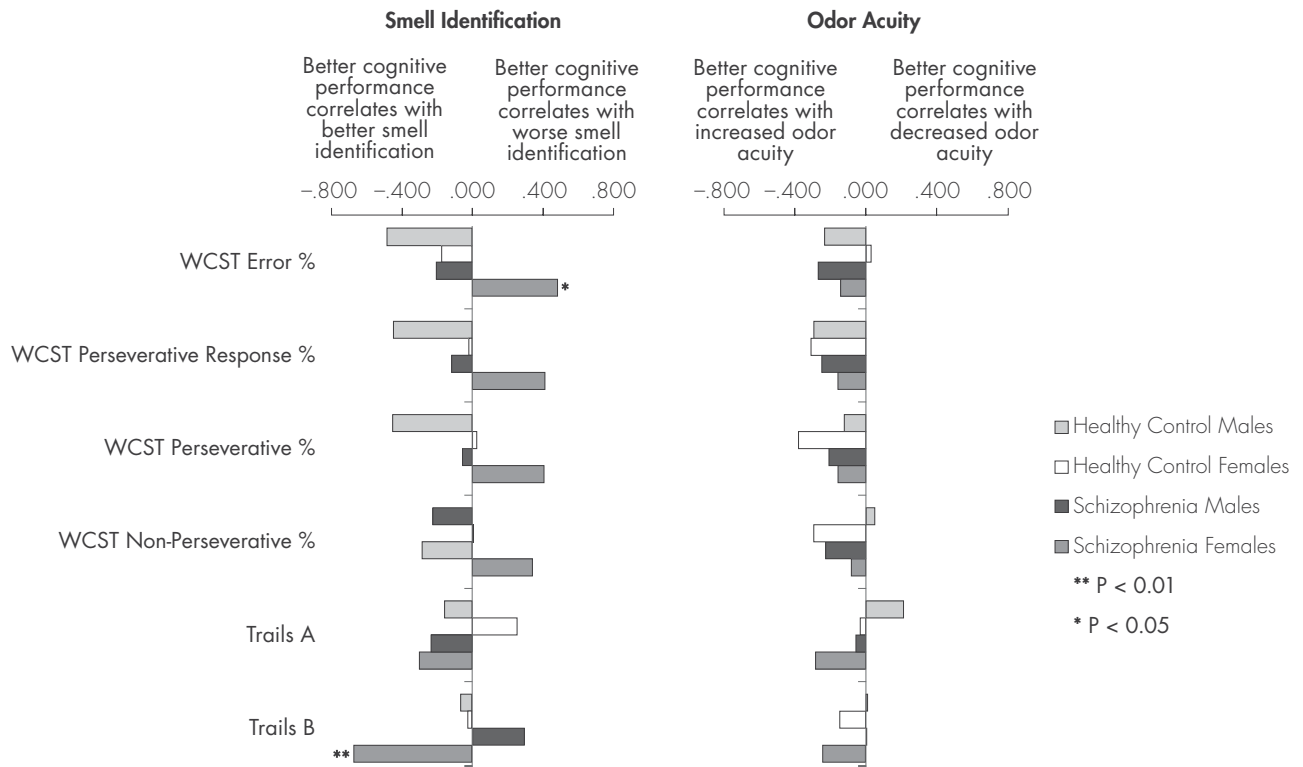 Smell Identification
Odor Acuity
Better cognitive
performance
correlates with
better smell
identification
Better cognitive
performance
correlates with
worse smell
identification
Better cognitive
performance
correlates with
increased odor
acuity
Better cognitive
performance
correlates with
decreased odor
acuity
−.800 −.400 .000 .400 .800
−.800 −.400 .000 .400 .800
WCST Error %
*
WCST Perseverative Response %
WCST Perseverative %
WCST Non-Perseverative %
Trails A
Trails B
**
Healthy Control Males
Healthy Control Females
Schizophrenia Males
Schizophrenia Females
** P < 0.01
* P < 0.05